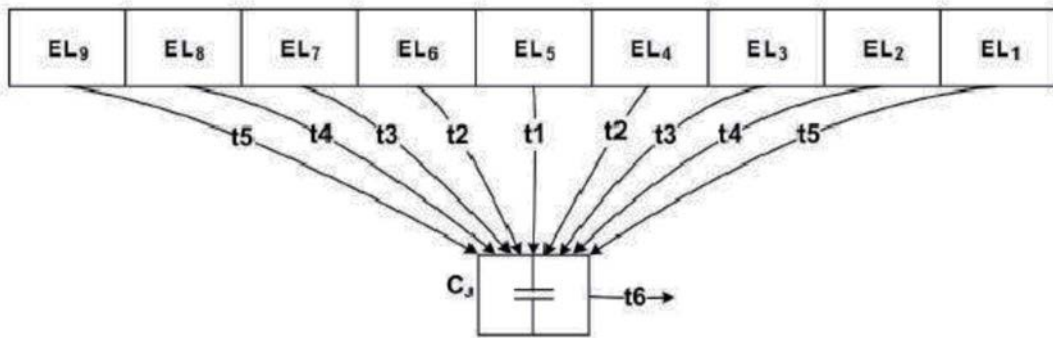 EL₉ EL₈ EL₇ EL₆ EL₅ EL₄ EL₃ EL₂ EL₁
t5 t4 t3 t2 t1 t2 t3 t4 t5
C₃
t6